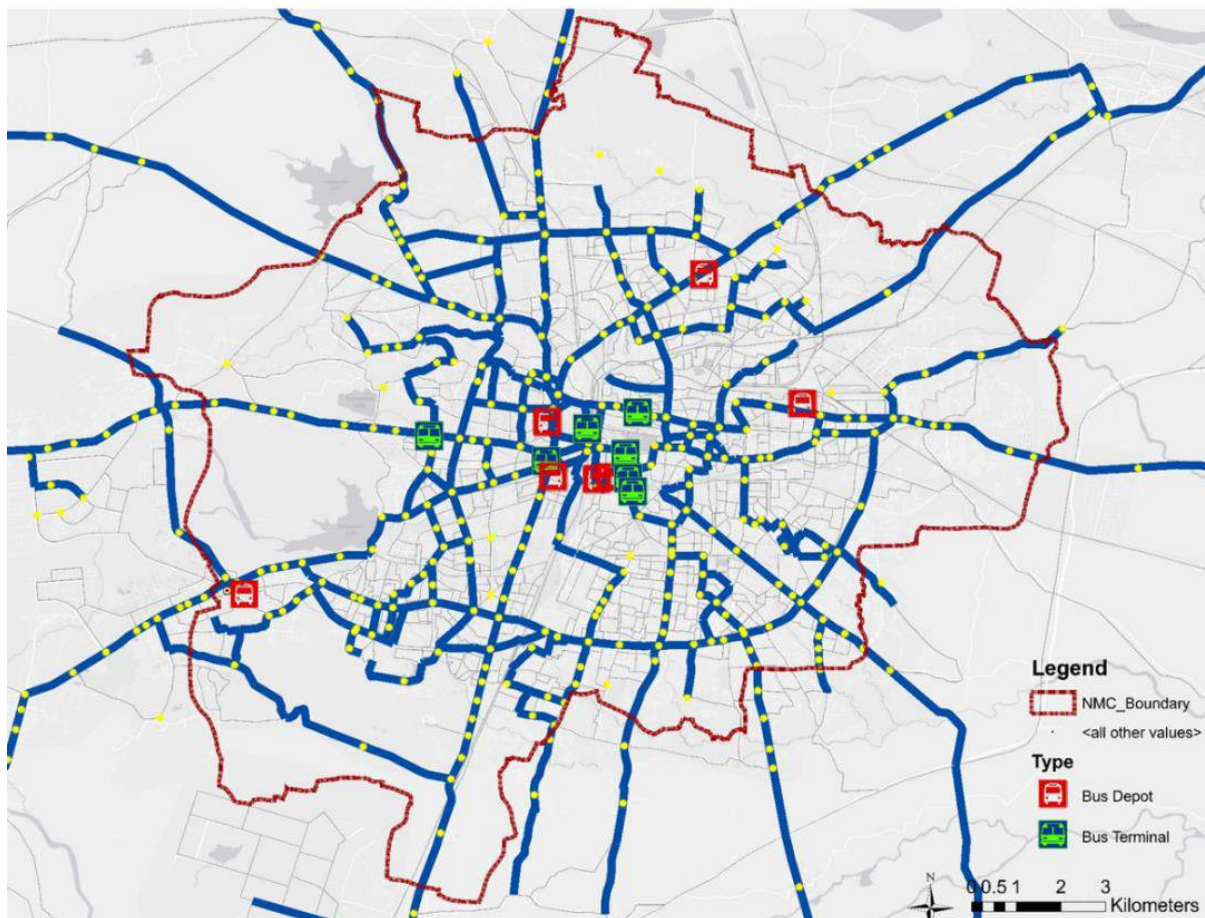 Legend
NMC_Boundary
<all other values>
Type
Bus Depot
Bus Terminal
N
0 0.5 1 2 3
Kilometers